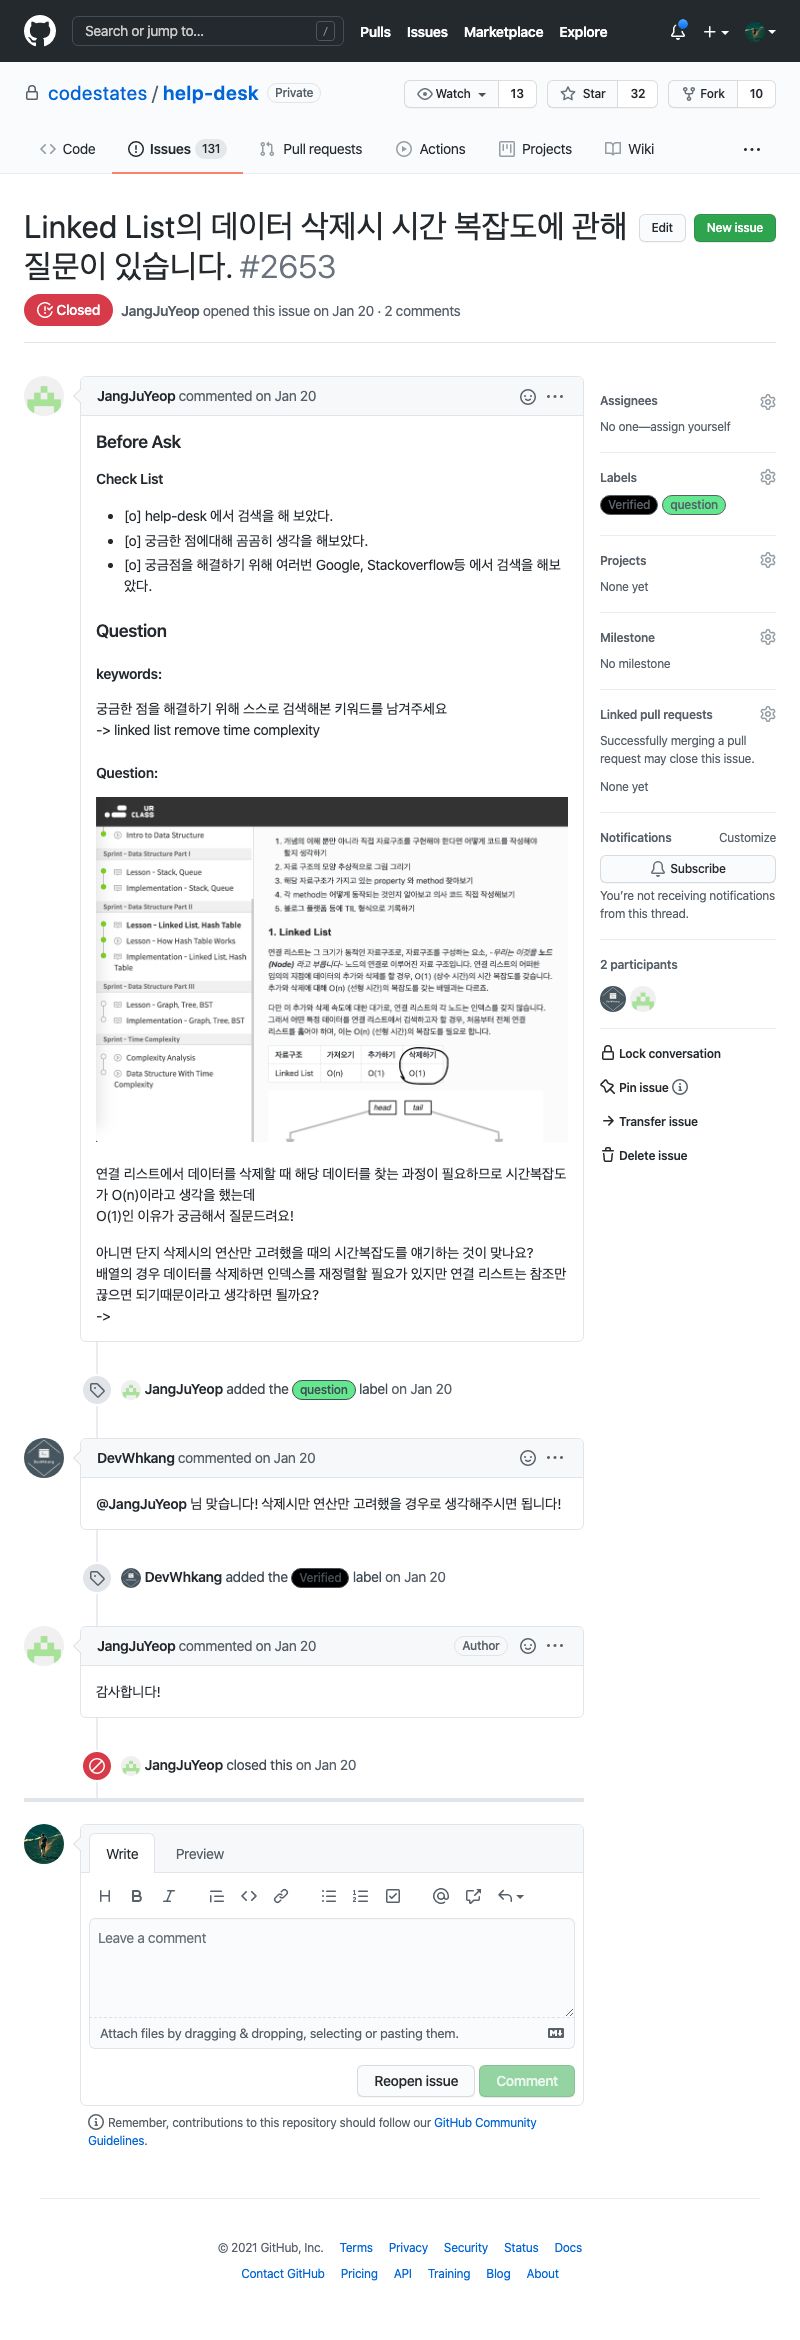 Search or jump to...
/
Pulls Issues Marketplace Explore
codestates / help-desk Private
Watch 13 Star 32 Fork 10
Code Issues 131 Pull requests Actions Projects Wiki
Linked List의 데이터 삭제시 시간 복잡도에 관해
질문이 있습니다. #2653
Edit New issue
Closed JangJuYeop opened this issue on Jan 20 · 2 comments
JangJuYeop commented on Jan 20
Before Ask
Check List
[o] help-desk 에서 검색을 해 보았다.
[o] 궁금한 점에대해 곰곰히 생각을 해보았다.
[o] 궁금점을 해결하기 위해 여러번 Google, Stackoverflow등 에서 검색을 해보
았다.
Question
keywords:
궁금한 점을 해결하기 위해 스스로 검색해본 키워드를 남겨주세요
-> linked list remove time complexity
Question:
UR
CLASS
Intro to Data Structure
Sprint - Data Structure Part I
Lesson - Stack, Queue
Implementation - Stack, Queue
Sprint - Data Structure Part II
Lesson - Linked List, Hash Table
Lesson - How Hash Table Works
Implementation - Linked List, Hash
Table
Sprint - Data Structure Part III
Lesson - Graph, Tree, BST
Implementation - Graph, Tree, BST
Sprint - Time Complexity
Complexity Analysis
Data Structure With Time
Complexity
1. 개념의 이해 뿐만 아니라 직접 자료구조를 구현해야 한다면 어떻게 코드를 작성해야
할지 생각하기
2. 자료 구조의 모양 추상적으로 그림 그리기
3. 해당 자료구조가 가지고 있는 property 와 method 찾아보기
4. 각 method는 어떻게 동작되는 것인지 알아보고 의사 코드 직접 작성해보기
5. 블로그 플랫폼 등에 TIL 형식으로 기록하기
1. Linked List
연결 리스트는 그 크기가 동적인 자료구조로, 자료구조를 구성하는 요소, - 우리는 이것을 노드
(Node) 라고 부릅니다 - 노드의 연결로 이루어진 자료 구조입니다. 연결 리스트의 어떠한
임의의 지점에 데이터의 추가와 삭제를 할 경우, O(1) (상수 시간)의 시간 복잡도를 갖습니다.
추가와 삭제에 대해 O(n) (선형 시간)의 복잡도를 갖는 배열과는 다르죠.
다만 이 추가와 삭제 속도에 대한 대가로, 연결 리스트의 각 노드는 인덱스를 갖지 않습니다.
그래서 어떤 특정 데이터를 연결 리스트에서 검색하고자 할 경우, 처음부터 전체 연결
리스트를 훑어야 하며, 이는 O(n) (선형 시간)의 복잡도를 필요로 합니다.
자료구조 가져오기 추가하기 삭제하기
Linked List O(n) O(1) O(1)
head tail
연결 리스트에서 데이터를 삭제할 때 해당 데이터를 찾는 과정이 필요하므로 시간복잡도
가 O(n)이라고 생각을 했는데
O(1)인 이유가 궁금해서 질문드려요!
아니면 단지 삭제시의 연산만 고려했을 때의 시간복잡도를 얘기하는 것이 맞나요?
배열의 경우 데이터를 삭제하면 인덱스를 재정렬할 필요가 있지만 연결 리스트는 참조만
끊으면 되기때문이라고 생각하면 될까요?
->
JangJuYeop added the question label on Jan 20
DevWhkang commented on Jan 20
@JangJuYeop 님 맞습니다! 삭제시만 연산만 고려했을 경우로 생각해주시면 됩니다!
DevWhkang added the Verified label on Jan 20
JangJuYeop commented on Jan 20 Author
감사합니다!
JangJuYeop closed this on Jan 20
Write Preview
Leave a comment
Attach files by dragging & dropping, selecting or pasting them.
Reopen issue Comment
Remember, contributions to this repository should follow our GitHub Community
Guidelines.
Assignees
No one—assign yourself
Labels
Verified question
Projects
None yet
Milestone
No milestone
Linked pull requests
Successfully merging a pull
request may close this issue.
None yet
Notifications Customize
Subscribe
You're not receiving notifications
from this thread.
2 participants
Lock conversation
Pin issue
Transfer issue
Delete issue
© 2021 GitHub, Inc. Terms Privacy Security Status Docs
Contact GitHub Pricing API Training Blog About